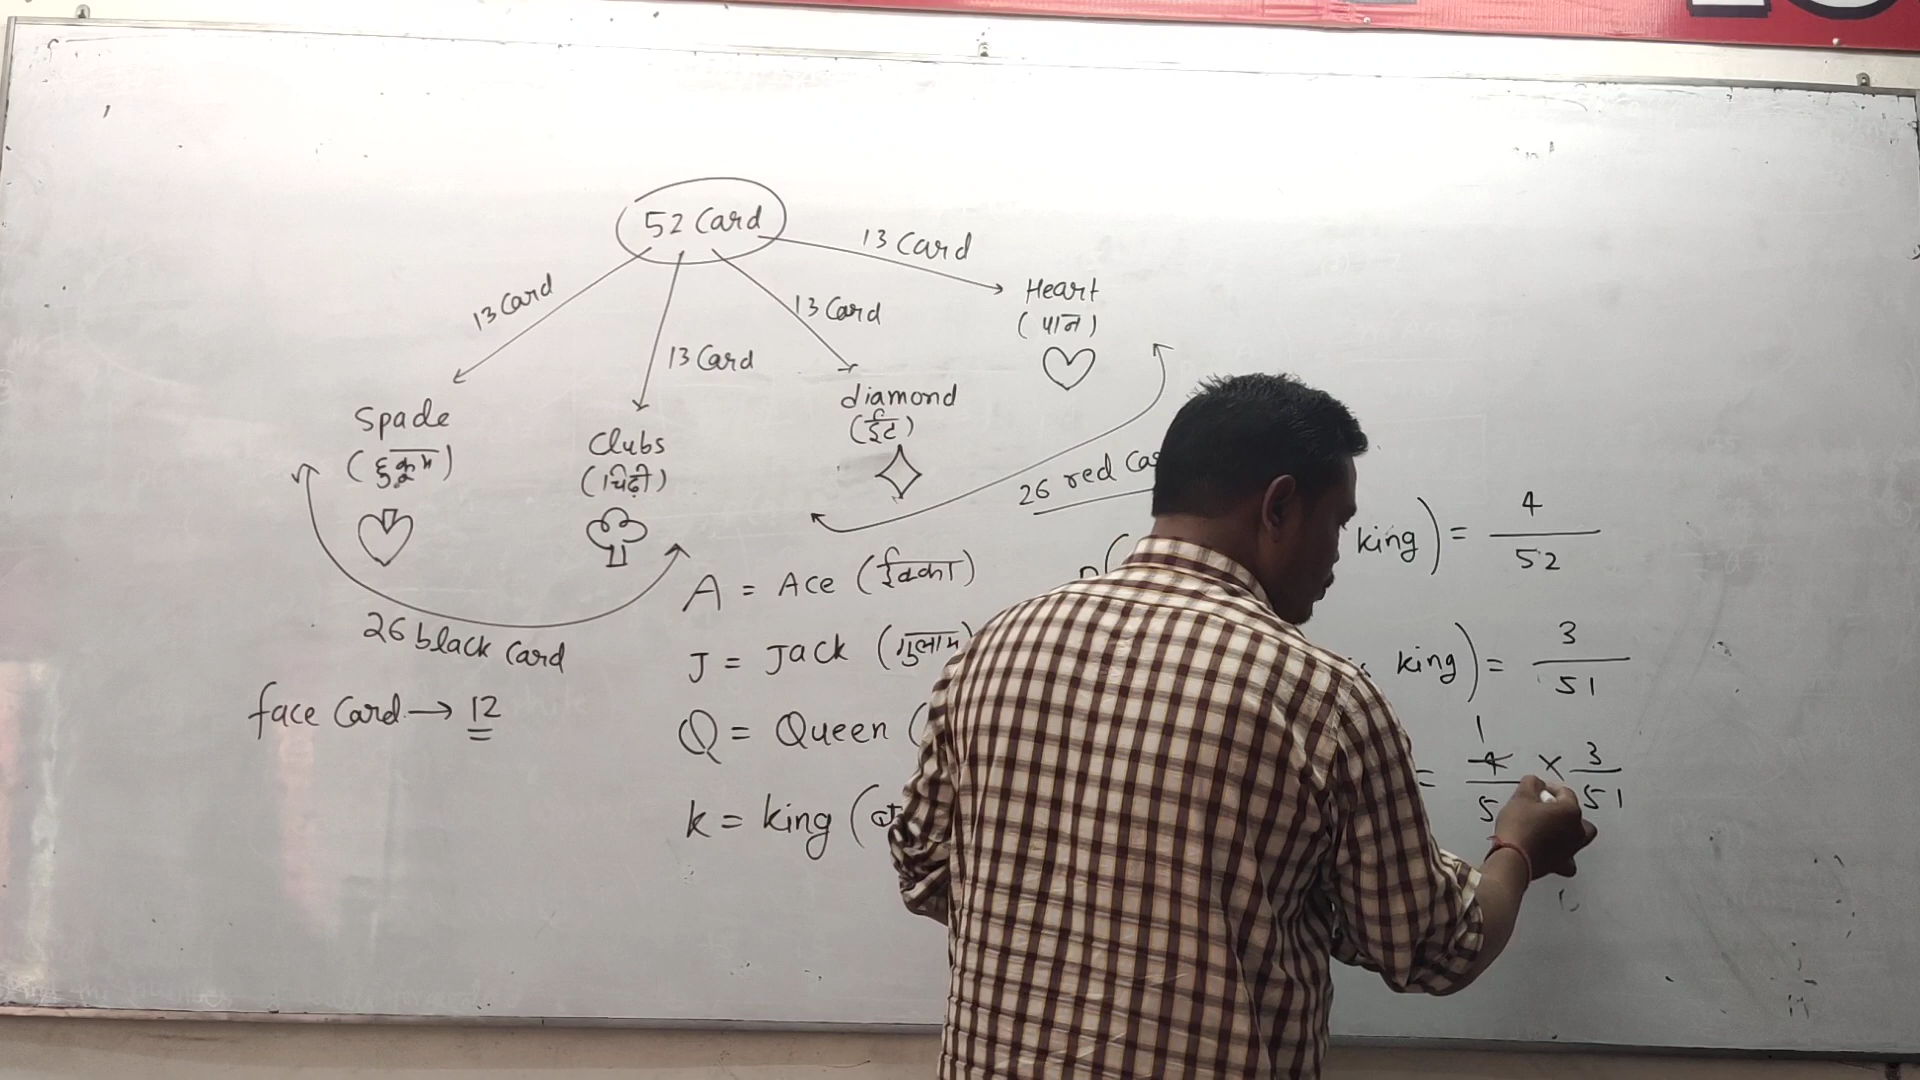 52 Card
13 Card
13 Card
13 Card
13 Card
Heart
(पान)
diamond
(ईंट)
Spade
(हुकुम)
Clubs
(चिड़ी)
26 red Ca
26 black Card
face Card → 12
A = Ace (ईक्का)
J = Jack (गुलाम)
Q = Queen (
K = king (
king) = 4/52
king) = 3/51
1
= 4/5 × 3/51